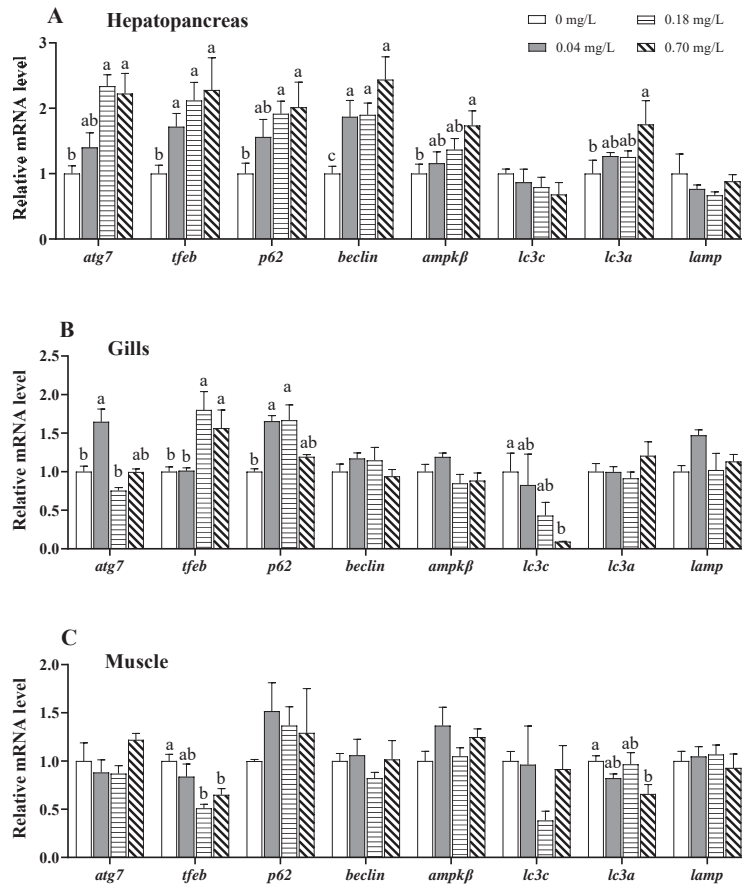 A
Hepatopancreas
0 mg/L
0.18 mg/L
0.04 mg/L
0.70 mg/L
Relative mRNA level
3
2
1
0
b ab a a
b a a a
b ab a a
c a a a
b ab ab a
b ab ab a
atg7 tfeb p62 beclin ampkβ lc3c lc3a lamp
B
Gills
Relative mRNA level
2.5
2.0
1.5
1.0
0.5
0.0
b a b ab
b b a a
b a a ab
a ab ab b
atg7 tfeb p62 beclin ampkβ lc3c lc3a lamp
C
Muscle
Relative mRNA level
2.0
1.5
1.0
0.5
0.0
a ab b b
a ab ab b
atg7 tfeb p62 beclin ampkβ lc3c lc3a lamp